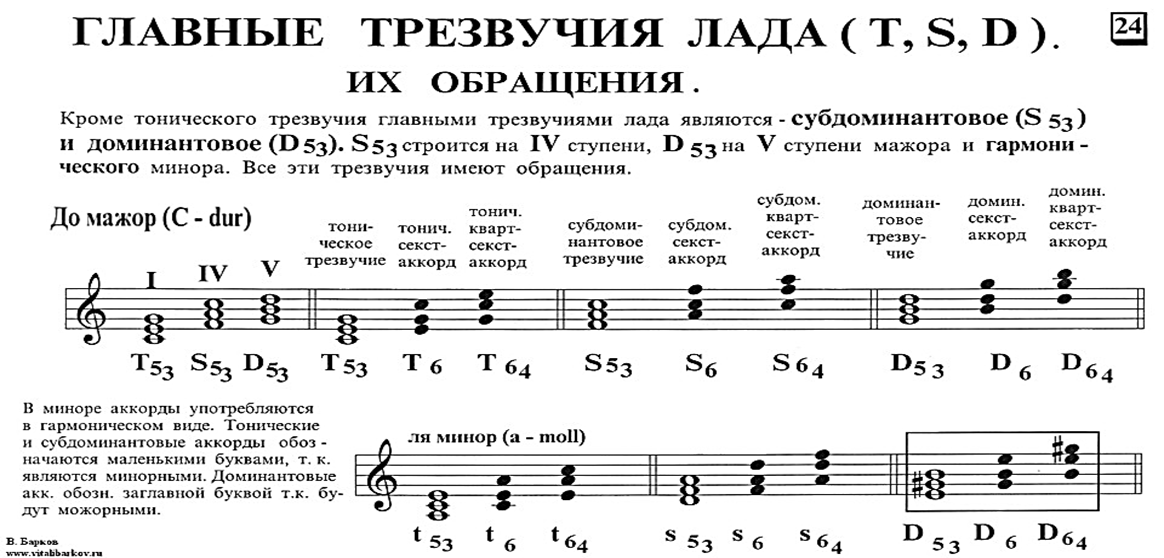 ГЛАВНЫЕ ТРЕЗВУЧИЯ ЛАДА ( T, S, D ).
24
ИХ ОБРАЩЕНИЯ .
Кроме тонического трезвучия главными трезвучиями лада являются - субдоминантовое (S 53 )
и доминантовое (D 53). S 53 строится на IV ступени, D 53 на V ступени мажора и гармони -
ческого минора. Все эти трезвучия имеют обращения.
До мажор (C - dur)
I IV V
тони-
ческое
трезвучие
тонич.
секст-
аккорд
тонич.
кварт-
секст-
аккорд
субдоми-
нантовое
трезвучие
субдом.
секст-
аккорд
субдом.
кварт-
секст-
аккорд
доминан-
товое
трезву-
чие
домин.
секст-
аккорд
домин.
кварт-
секст-
аккорд
T53 S53 D53 T53 T 6 T 64 S53 S6 S 64 D5 3 D 6 D 64
В миноре аккорды употребляются
в гармоническом виде. Тонические
и субдоминантовые аккорды обоз -
начаются маленькими буквами, т. к.
являются минорными. Доминантовые
акк. обозн. заглавной буквой т.к. бу-
дут можорными.
ля минор (a - moll)
t 53 t 6 t 64 s 53 s 6 s 64 D 53 D 6 D64
В. Барков
www.vitalibarkov.ru